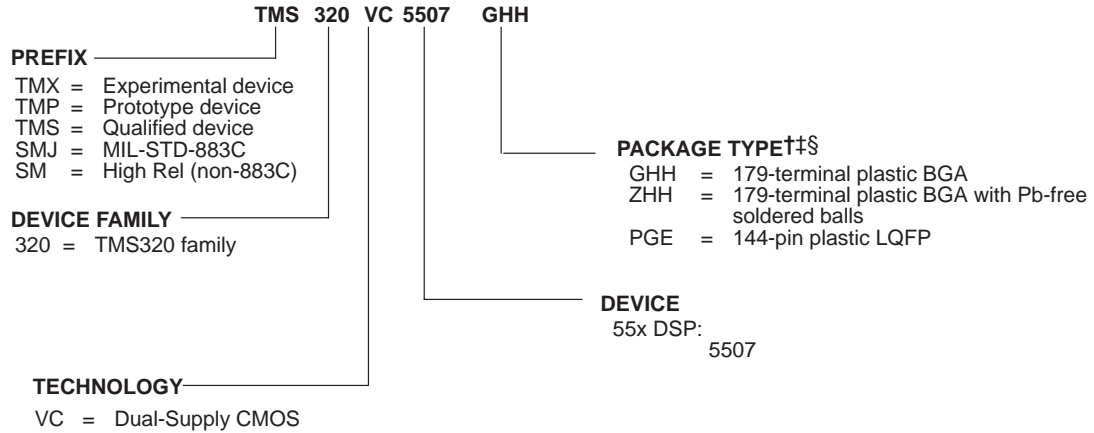 TMS 320 VC 5507 GHH
PREFIX
TMX = Experimental device
TMP = Prototype device
TMS = Qualified device
SMJ = MIL-STD-883C
SM = High Rel (non-883C)
DEVICE FAMILY
320 = TMS320 family
TECHNOLOGY
VC = Dual-Supply CMOS
PACKAGE TYPE†‡§
GHH = 179-terminal plastic BGA
ZHH = 179-terminal plastic BGA with Pb-free
soldered balls
PGE = 144-pin plastic LQFP
DEVICE
55x DSP:
5507